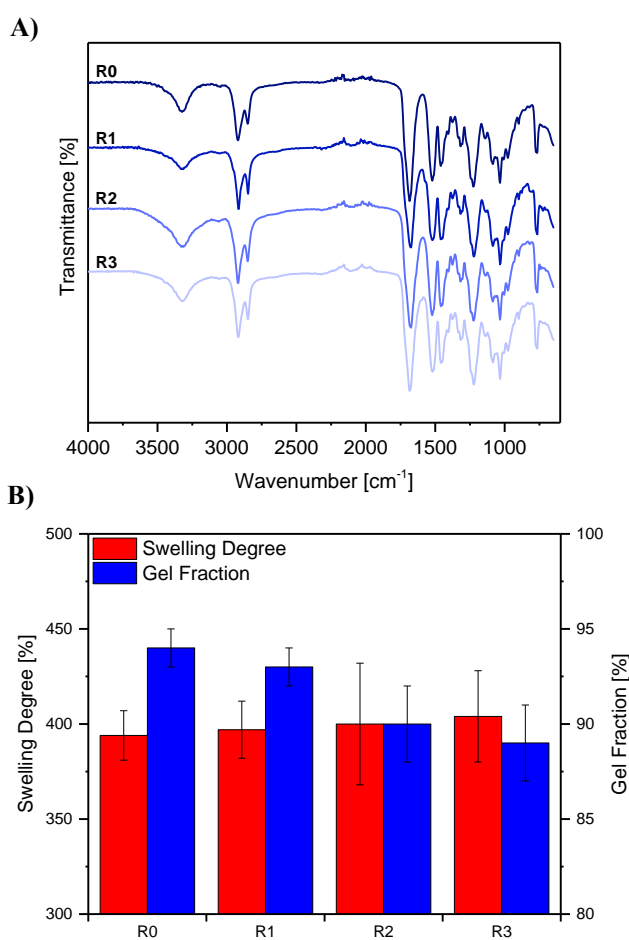 A)
R0
R1
R2
R3
Transmittance [%]
4000 3500 3000 2500 2000 1500 1000
Wavenumber [cm-1]
B)
Swelling Degree
Gel Fraction
500
450
400
350
300
Swelling Degree [%]
100
95
90
85
80
Gel Fraction [%]
R0 R1 R2 R3